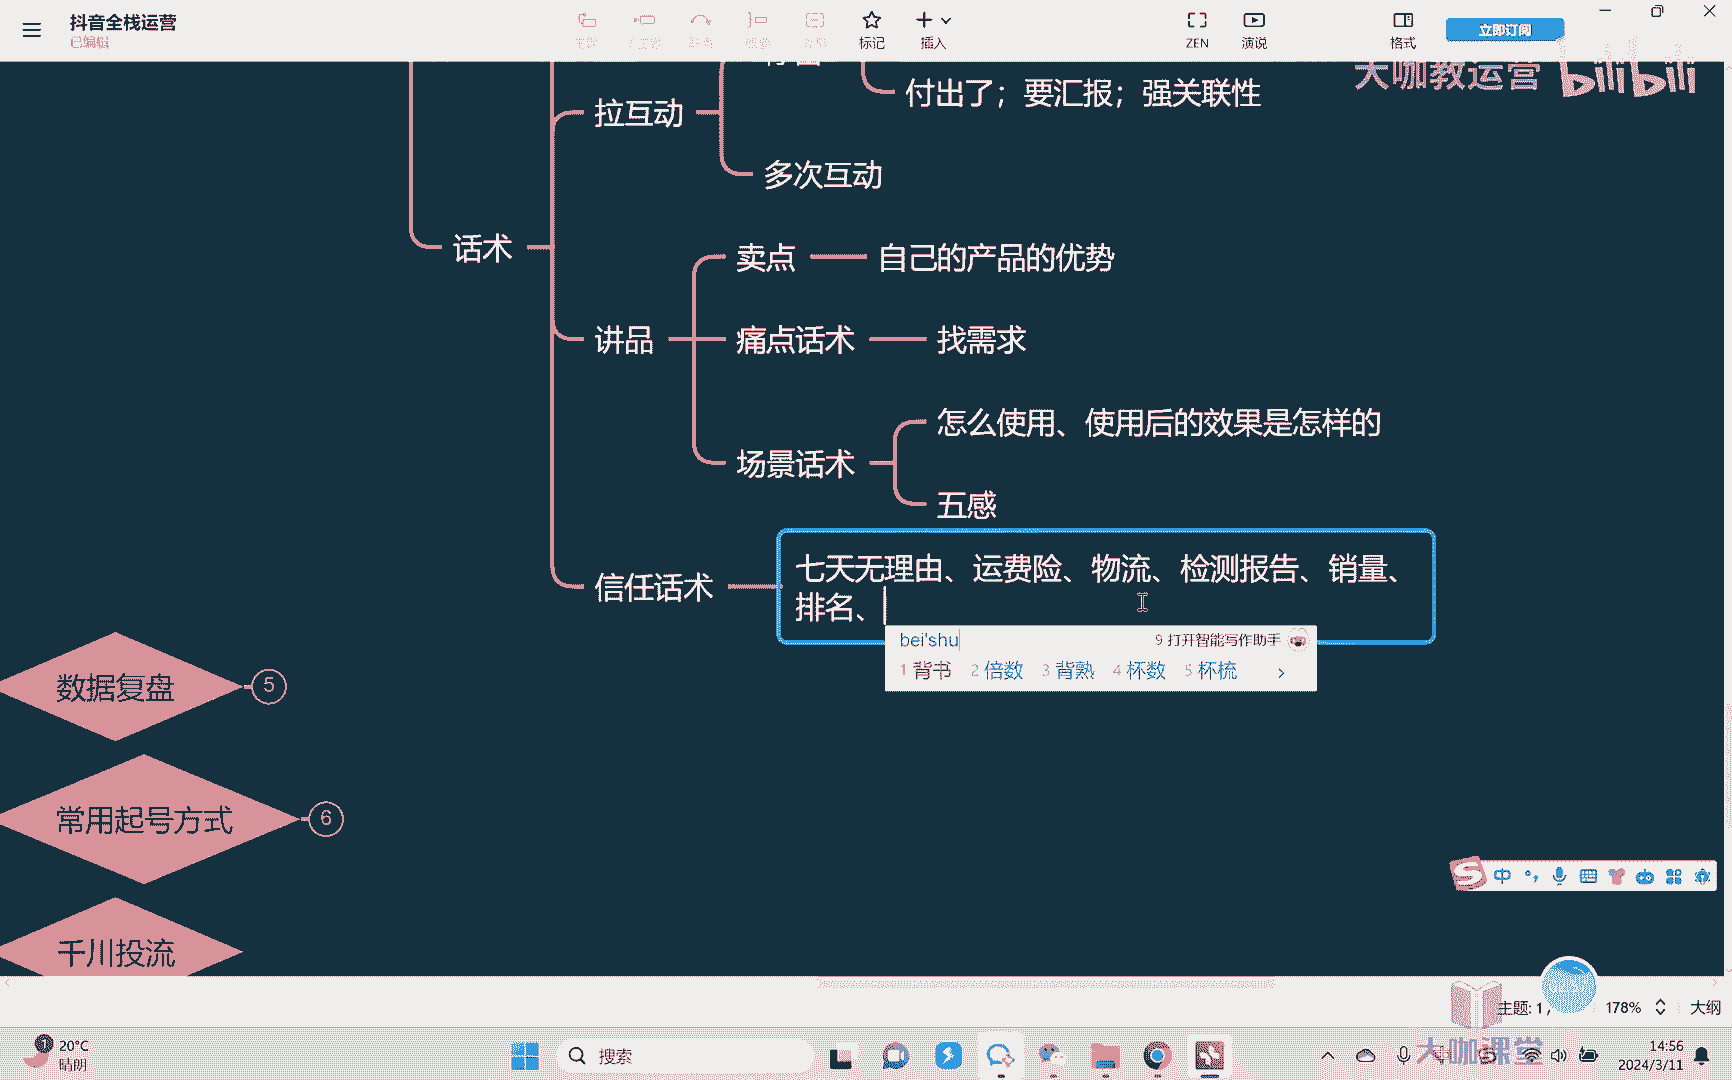 抖音全栈运营
已编辑
标记
插入
ZEN
演说
格式
立即订阅
大咖教运营 bilibili
付出了；要汇报；强关联性
拉互动
多次互动
话术
卖点
自己的产品的优势
讲品
痛点话术
找需求
怎么使用、使用后的效果是怎样的
场景话术
五感
信任话术
七天无理由、运费险、物流、检测报告、销量、
排名、
bei'shu
9 打开智能写作助手
1 背书 2 倍数 3 背熟 4 杯数 5 杯梳
数据复盘
5
常用起号方式
6
千川投流
S 中
主题: 1 /
178%
大纲
大咖课堂
1
20°C
晴朗
搜索
14:56
2024/3/11